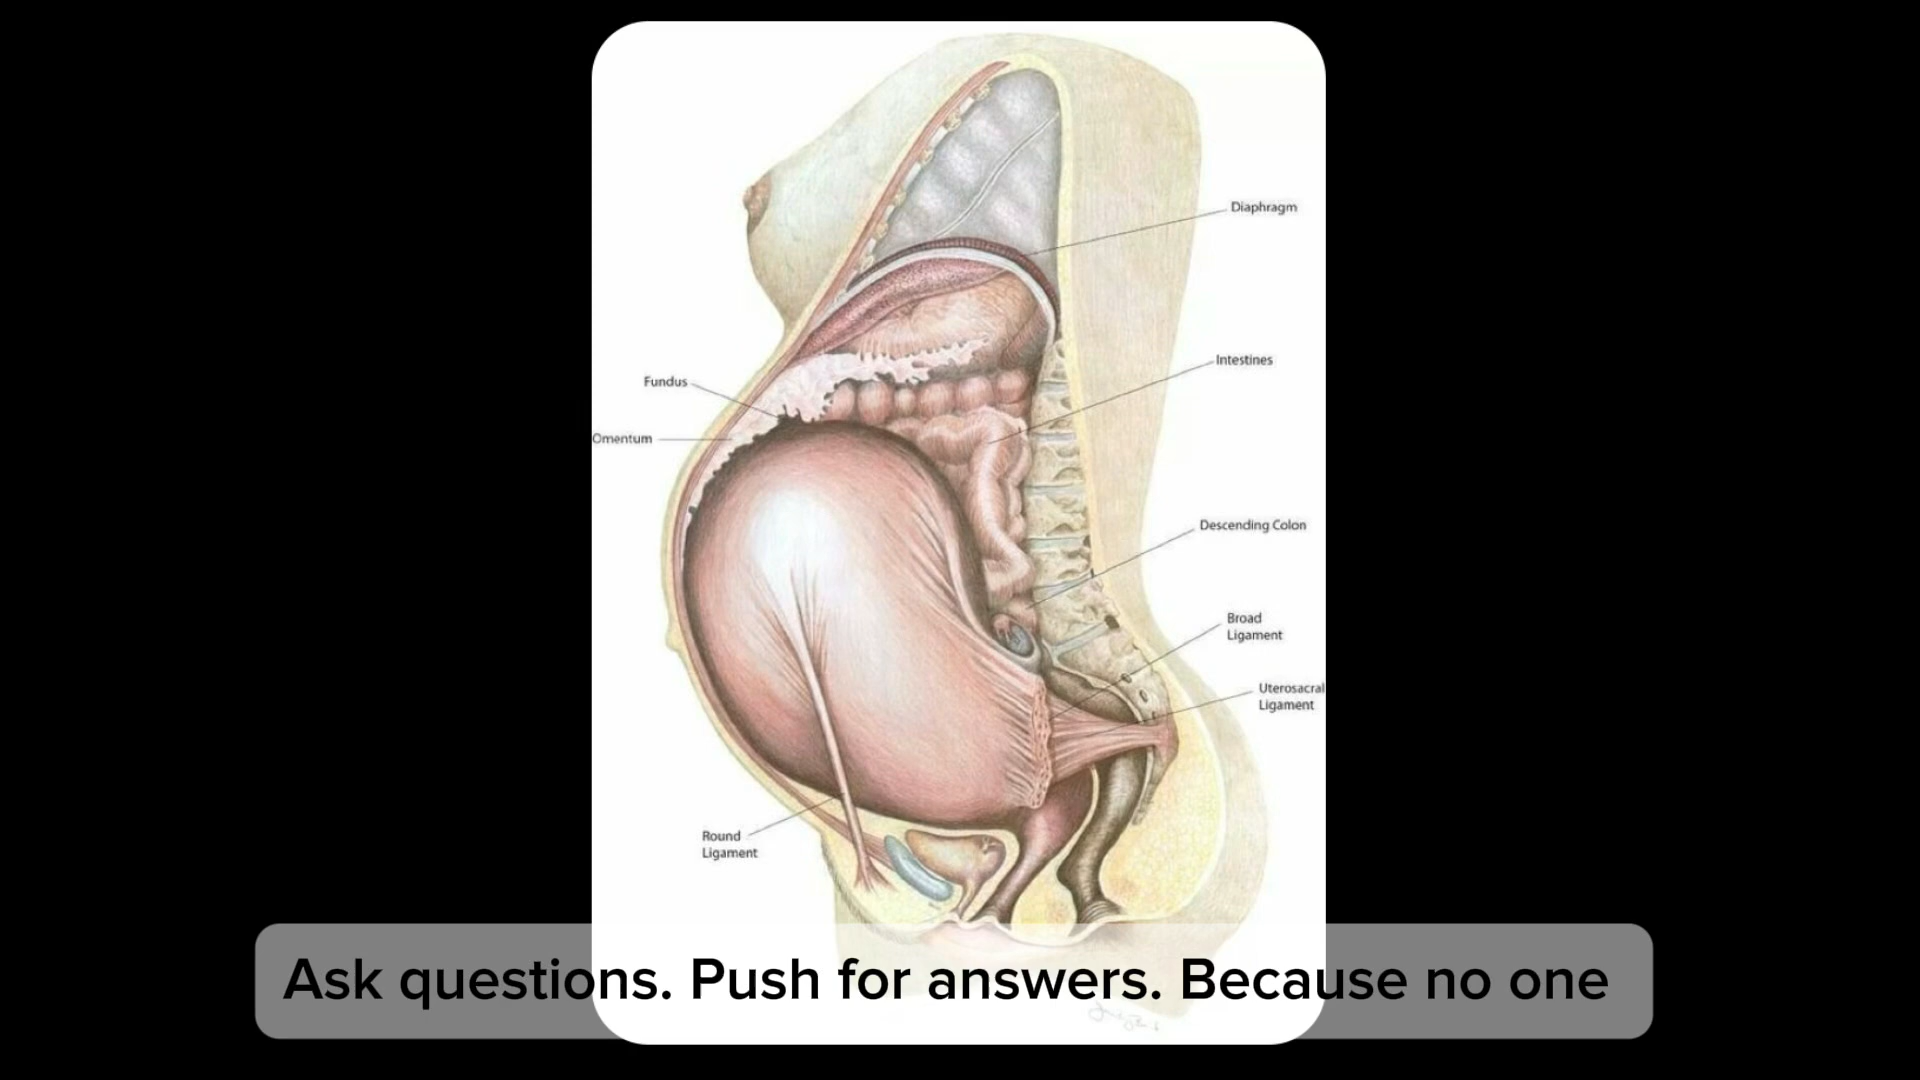 Diaphragm
Intestines
Fundus
Omentum
Descending Colon
Broad
Ligament
Uterosacral
Ligament
Round
Ligament
Ask questions. Push for answers. Because no one